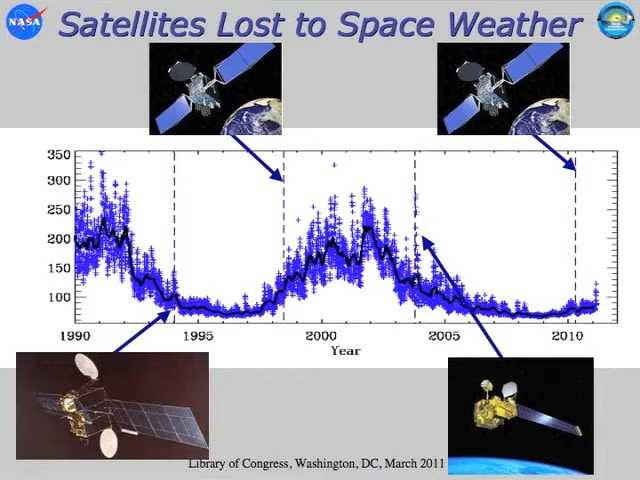 NASA
Satellites Lost to Space Weather
350
300
250
200
150
100
1990 1995 2000 2005 2010
Year
Library of Congress, Washington, DC, March 2011